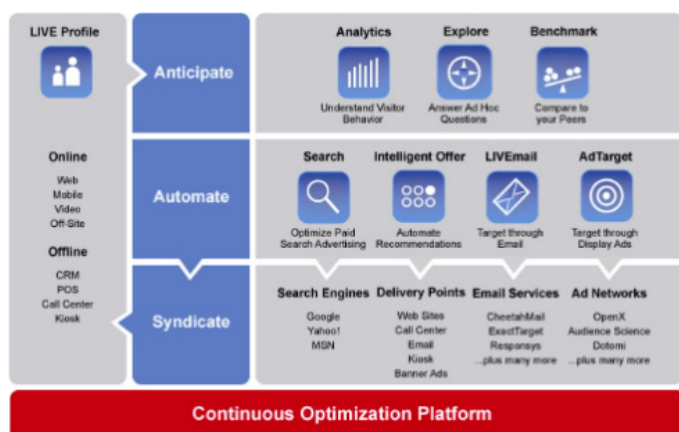 LIVE Profile
Online
Web
Mobile
Video
Off-Site
Offline
CRM
POS
Call Center
Kiosk
Anticipate
Automate
Syndicate
Analytics
Understand Visitor
Behavior
Explore
Answer Ad Hoc
Questions
Benchmark
Compare to
your Peers
Search
Optimize Paid
Search Advertising
Intelligent Offer
Automate
Recommendations
LIVEmail
Target through
Email
AdTarget
Target through
Display Ads
Search Engines
Google
Yahoo!
MSN
Delivery Points
Web Sites
Call Center
Email
Kiosk
Banner Ads
Email Services
CheetahMail
ExactTarget
Responsys
...plus many more
Ad Networks
OpenX
Audience Science
Dotomi
...plus many more
Continuous Optimization Platform